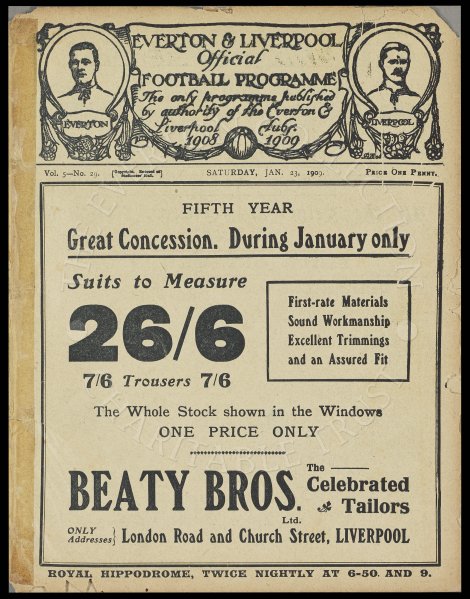 EVERTON & LIVERPOOL
Official
FOOTBALL PROGRAMME
The only programme published
by authority of the Everton &
Liverpool Clubs.
1908 1909
EVERTON
LIVERPOOL
Vol. 5—No. 29.
SATURDAY, JAN. 23, 1909.
PRICE ONE PENNY.
FIFTH YEAR
Great Concession. During January only
Suits to Measure
26/6
7/6 Trousers 7/6
First-rate Materials
Sound Workmanship
Excellent Trimmings
and an Assured Fit
The Whole Stock shown in the Windows
ONE PRICE ONLY
BEATY BROS. Ltd.
The Celebrated
Tailors
ONLY Addresses} London Road and Church Street, LIVERPOOL
ROYAL HIPPODROME, TWICE NIGHTLY AT 6-50. AND 9.